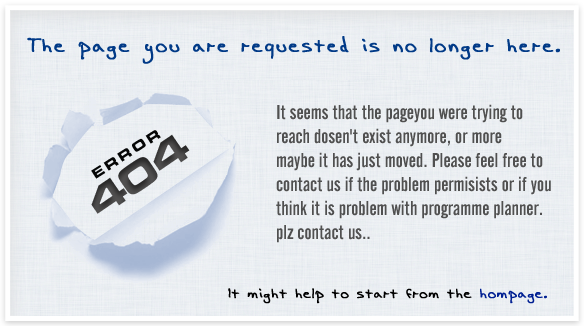 The page you are requested is no longer here.
ERROR
404
It seems that the pageyou were trying to
reach dosen't exist anymore, or more
maybe it has just moved. Please feel free to
contact us if the problem permisists or if you
think it is problem with programme planner.
plz contact us..
It might help to start from the hompage.